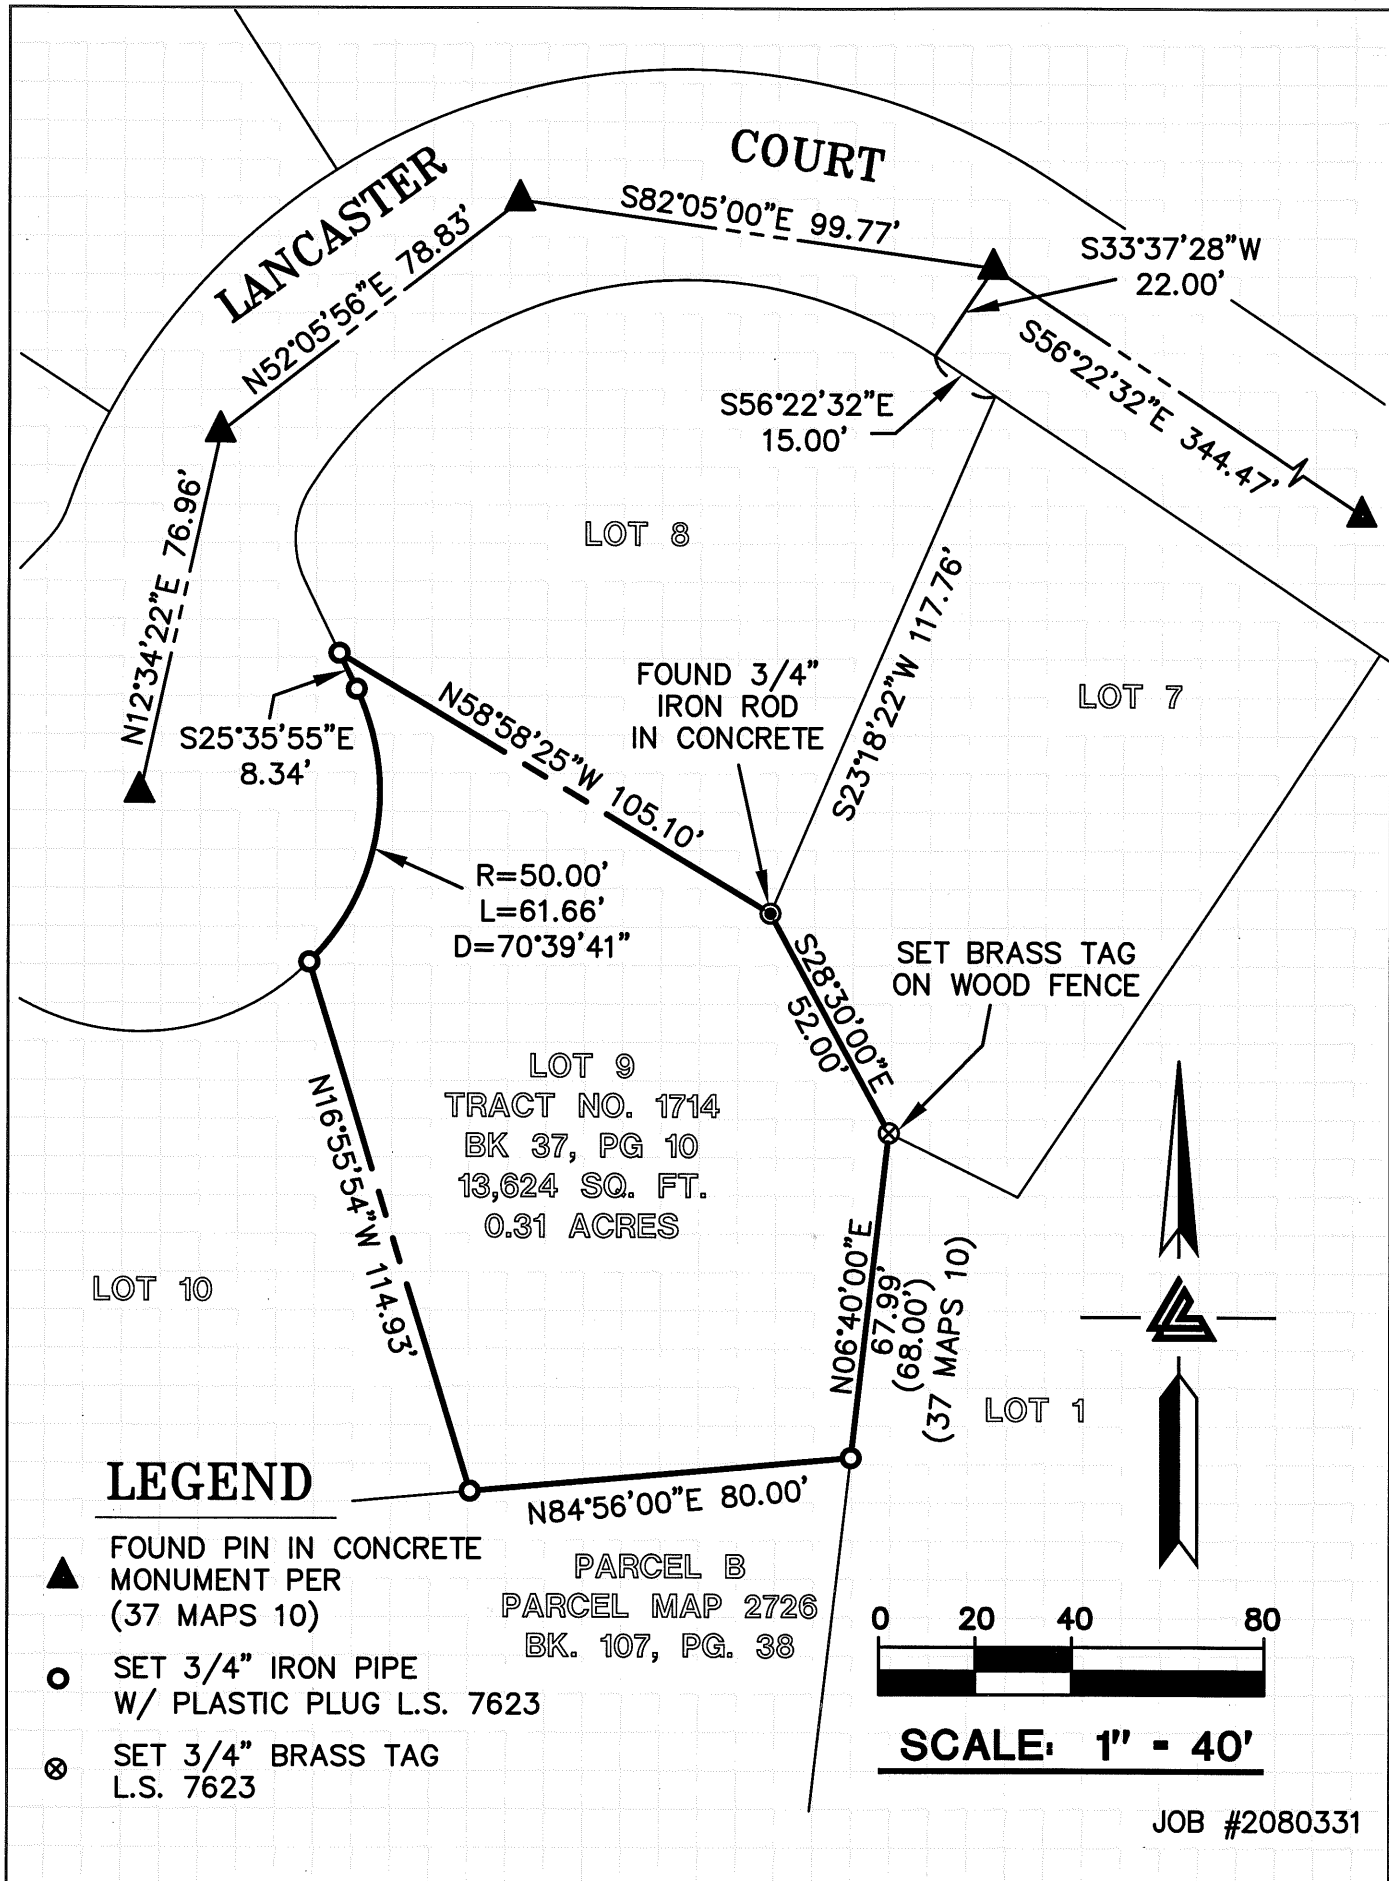 LANCASTER
COURT
S82°05'00"E 99.77'
N52°05'56"E 78.83'
S33°37'28"W
22.00'
S56°22'32"E 344.47'
S56°22'32"E
15.00'
N12°34'22"E 76.96'
LOT 8
S23°18'22"W 117.76'
LOT 7
FOUND 3/4"
IRON ROD
IN CONCRETE
N58°58'25"W 105.10'
S25°35'55"E
8.34'
R=50.00'
L=61.66'
D=70°39'41"
S28°30'00"E
52.00'
SET BRASS TAG
ON WOOD FENCE
LOT 9
TRACT NO. 1714
BK 37, PG 10
13,624 SQ. FT.
0.31 ACRES
N16°55'54"W 114.93'
LOT 10
N06°40'00"E
67.99'
(68.00')
(37 MAPS 10)
LOT 1
N84°56'00"E 80.00'
PARCEL B
PARCEL MAP 2726
BK. 107, PG. 38
LEGEND
FOUND PIN IN CONCRETE
MONUMENT PER
(37 MAPS 10)
SET 3/4" IRON PIPE
W/ PLASTIC PLUG L.S. 7623
SET 3/4" BRASS TAG
L.S. 7623
0 20 40 80
SCALE: 1" = 40'
JOB #2080331